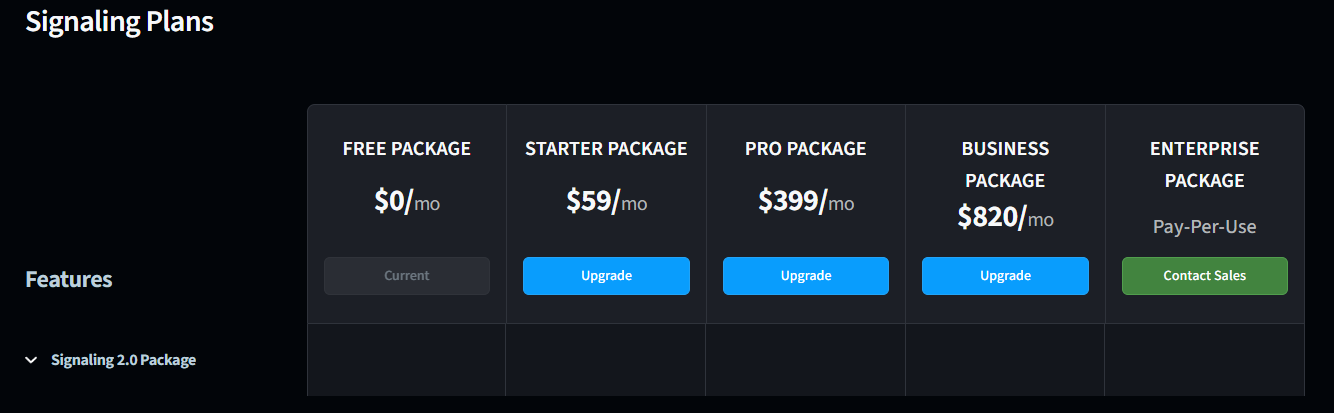 Signaling Plans
FREE PACKAGE
$0/mo
Current
STARTER PACKAGE
$59/mo
Upgrade
PRO PACKAGE
$399/mo
Upgrade
BUSINESS
PACKAGE
$820/mo
Upgrade
ENTERPRISE
PACKAGE
Pay-Per-Use
Contact Sales
Features
Signaling 2.0 Package